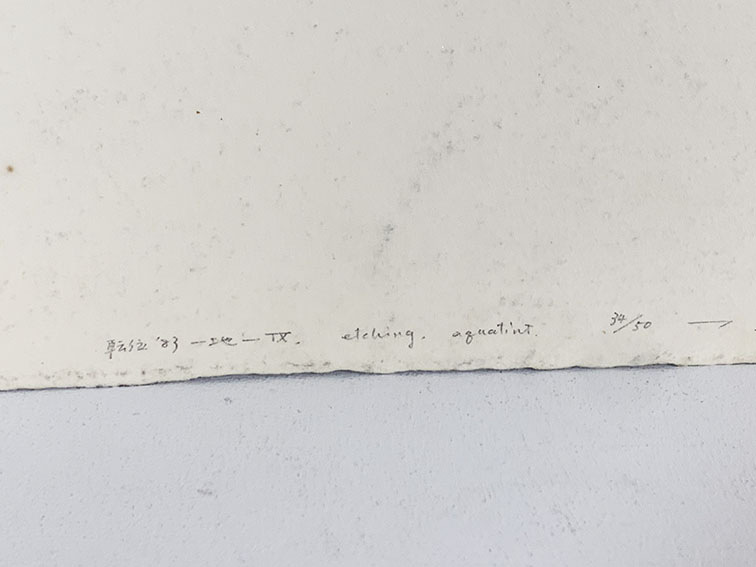 転位'83 —地— IX. etching. aquatint. 34/50